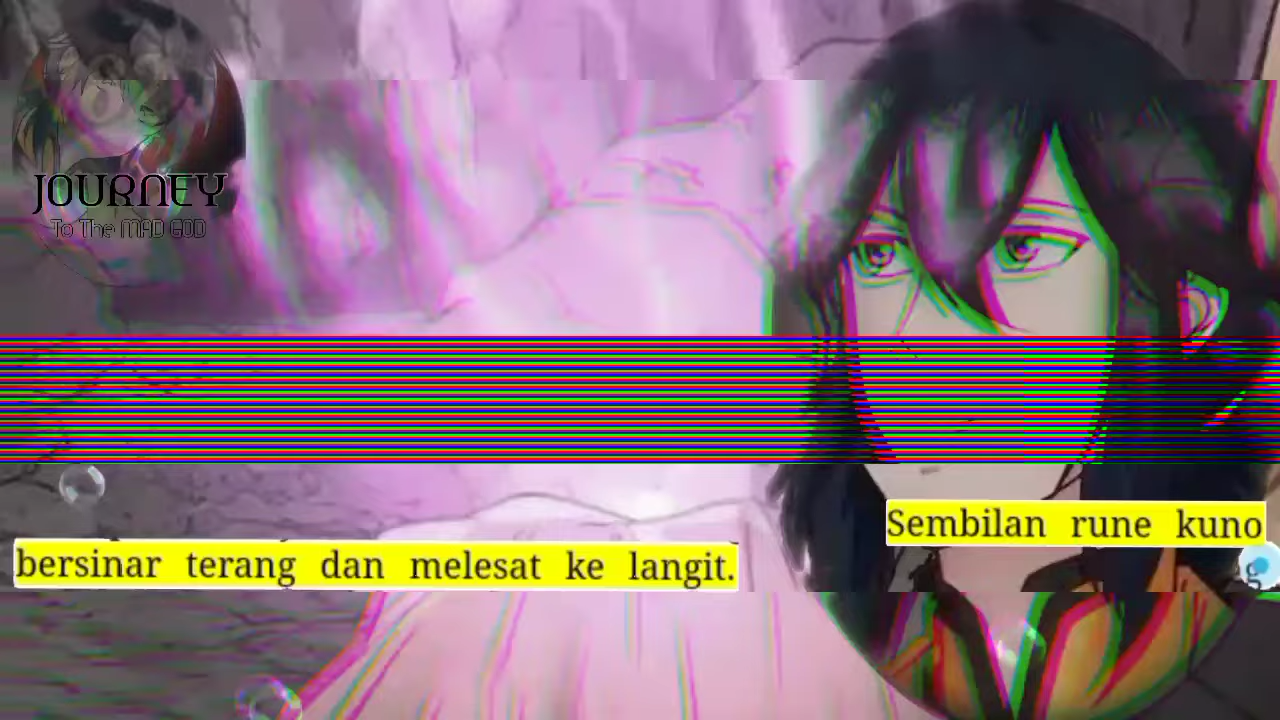 JOURNEY
To The MAD GOD
Sembilan rune kuno
bersinar terang dan melesat ke langit.